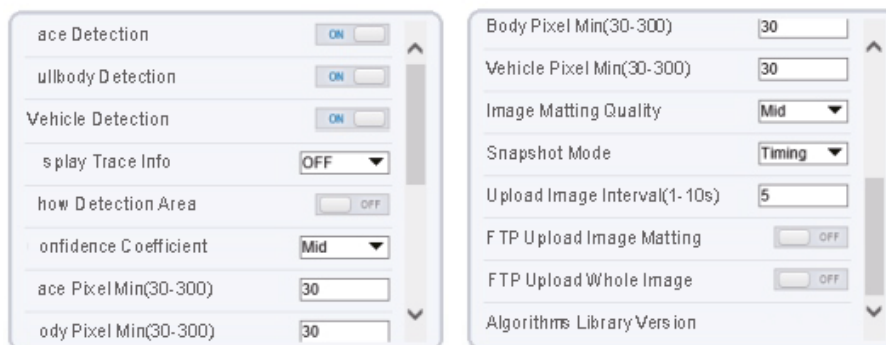 ace Detection ON
ullbody Detection ON
Vehicle Detection ON
splay Trace Info OFF
how Detection Area OFF
onfidence Coefficient Mid
ace Pixel Min(30-300) 30
ody Pixel Min(30-300) 30
Body Pixel Min(30-300) 30
Vehicle Pixel Min(30-300) 30
Image Matting Quality Mid
Snapshot Mode Timing
Upload Image Interval(1-10s) 5
FTP Upload Image Matting OFF
FTP Upload Whole Image OFF
Algorithms Library Version